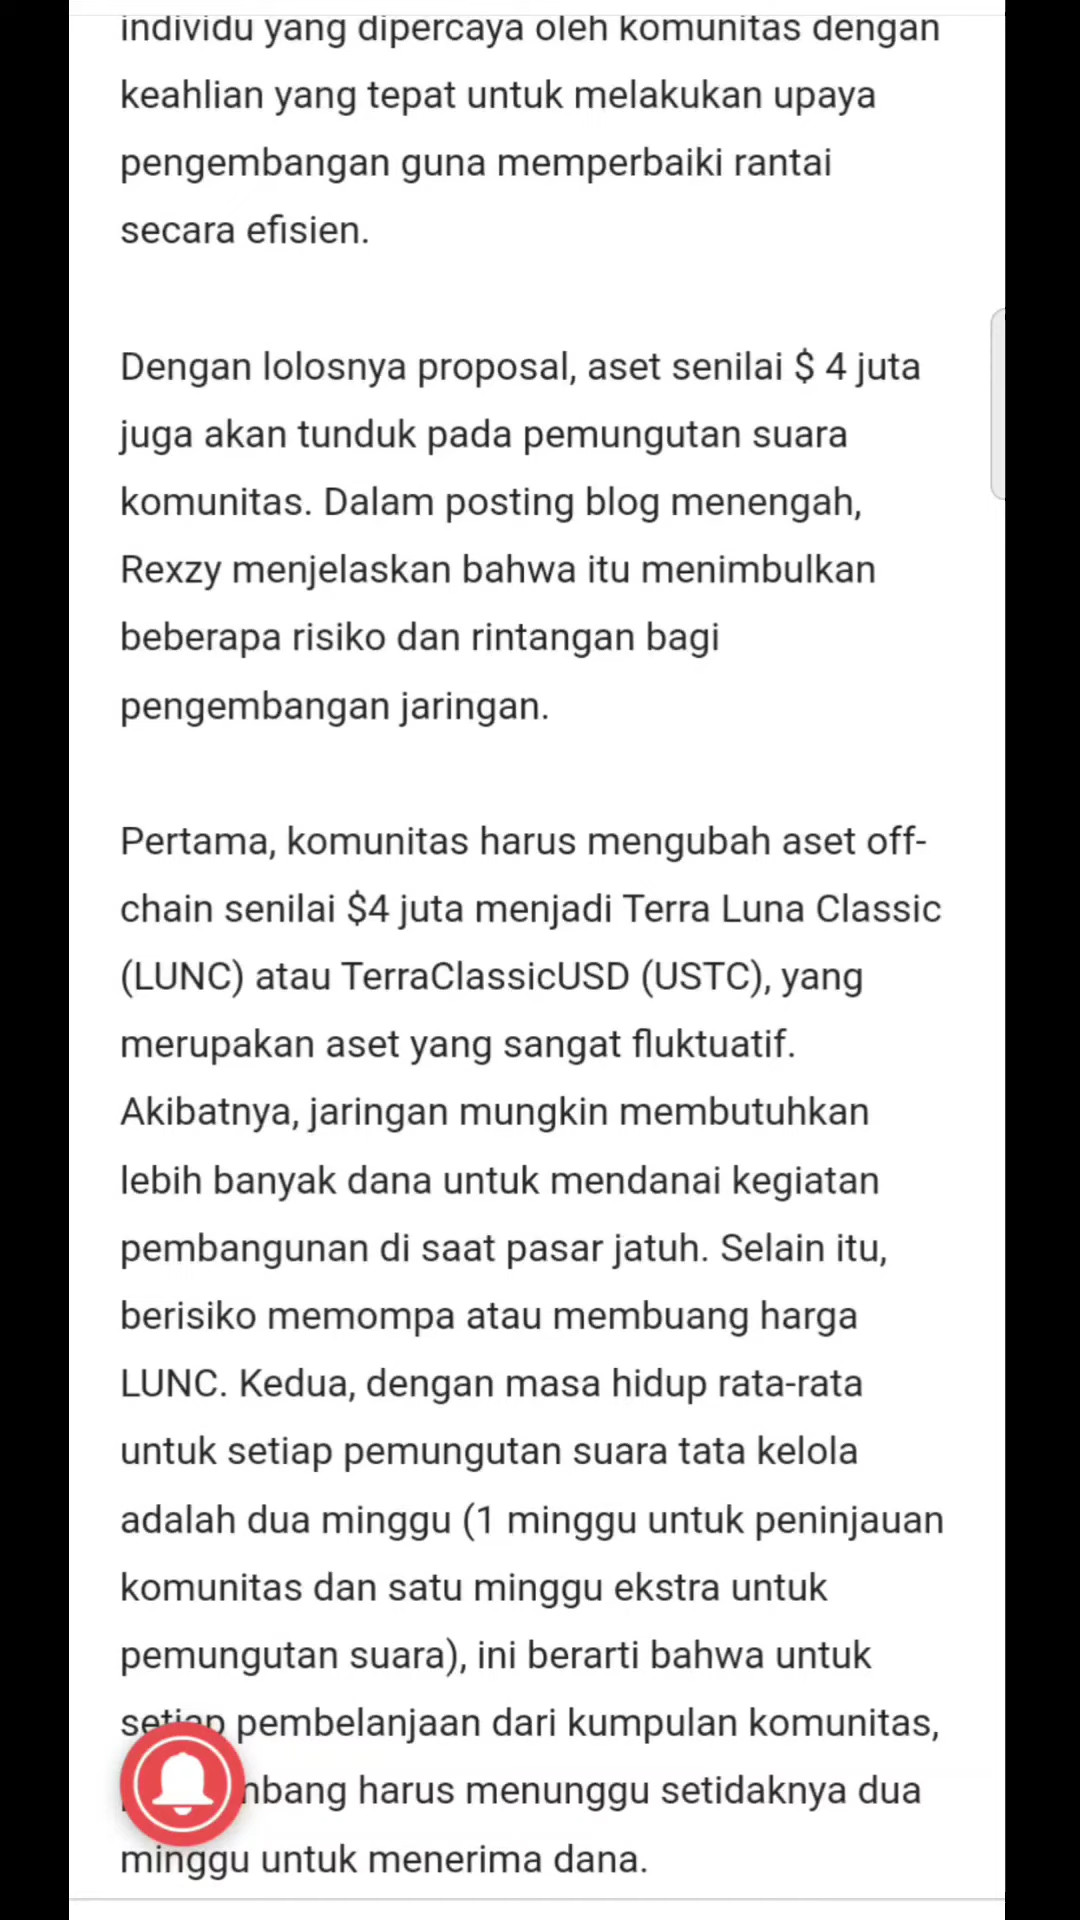 individu yang dipercaya oleh komunitas dengan
keahlian yang tepat untuk melakukan upaya
pengembangan guna memperbaiki rantai
secara efisien.
Dengan lolosnya proposal, aset senilai $ 4 juta
juga akan tunduk pada pemungutan suara
komunitas. Dalam posting blog menengah,
Rexzy menjelaskan bahwa itu menimbulkan
beberapa risiko dan rintangan bagi
pengembangan jaringan.
Pertama, komunitas harus mengubah aset off-
chain senilai $4 juta menjadi Terra Luna Classic
(LUNC) atau TerraClassicUSD (USTC), yang
merupakan aset yang sangat fluktuatif.
Akibatnya, jaringan mungkin membutuhkan
lebih banyak dana untuk mendanai kegiatan
pembangunan di saat pasar jatuh. Selain itu,
berisiko memompa atau membuang harga
LUNC. Kedua, dengan masa hidup rata-rata
untuk setiap pemungutan suara tata kelola
adalah dua minggu (1 minggu untuk peninjauan
komunitas dan satu minggu ekstra untuk
pemungutan suara), ini berarti bahwa untuk
setiap pembelanjaan dari kumpulan komunitas,
harus menunggu setidaknya dua
minggu untuk menerima dana.